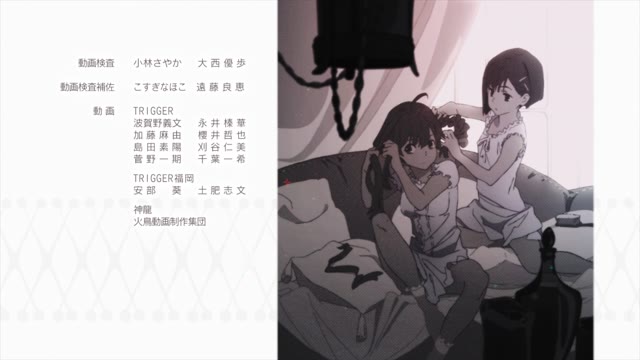 動画検査 小林さやか 大西優歩
動画検査補佐 こすぎなほこ 遠藤良恵
動画 TRIGGER
波賀野義文 永井榛華
加藤麻由 櫻井哲也
島田素陽 刈谷仁美
菅野一期 千葉一希
TRIGGER福岡
安部葵 土肥志文
神龍
火鳥動画制作集団